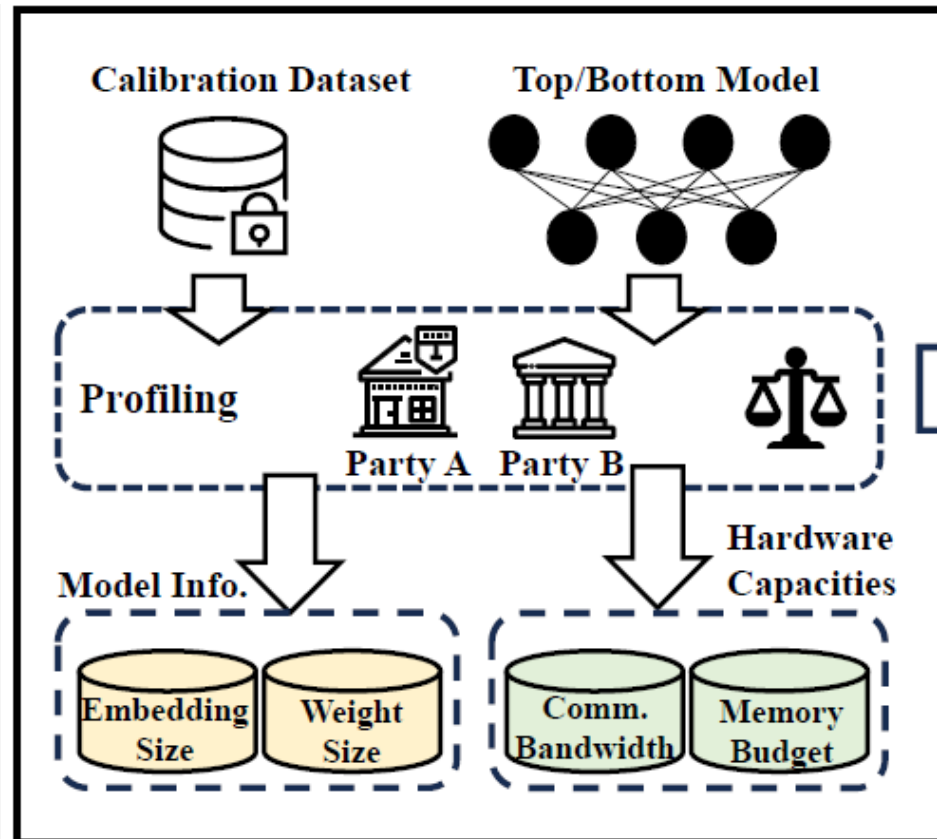 Calibration Dataset
Top/Bottom Model
Profiling
Party A
Party B
Model Info.
Hardware
Capacities
Embedding
Size
Weight
Size
Comm.
Bandwidth
Memory
Budget